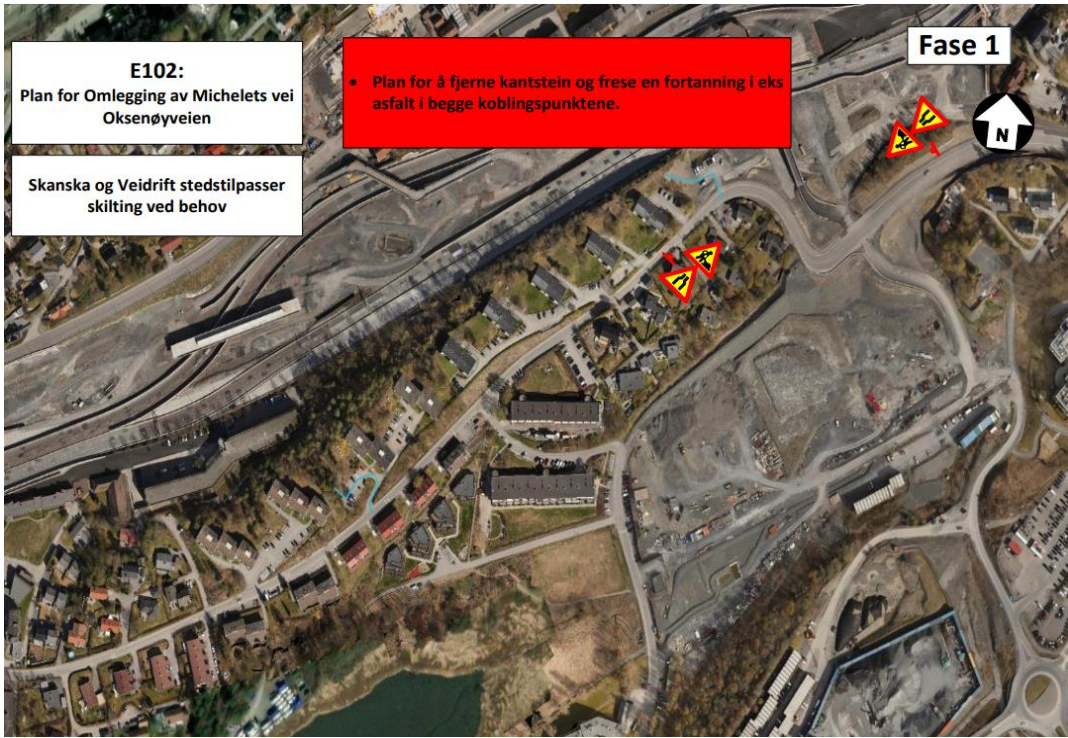 E102:
Plan for Omlegging av Michelets vei
Oksenøyveien
Skanska og Veidrift stedstilpasser
skilting ved behov
• Plan for å fjerne kantstein og frese en fortanning i eks
asfalt i begge koblingspunktene.
Fase 1
N